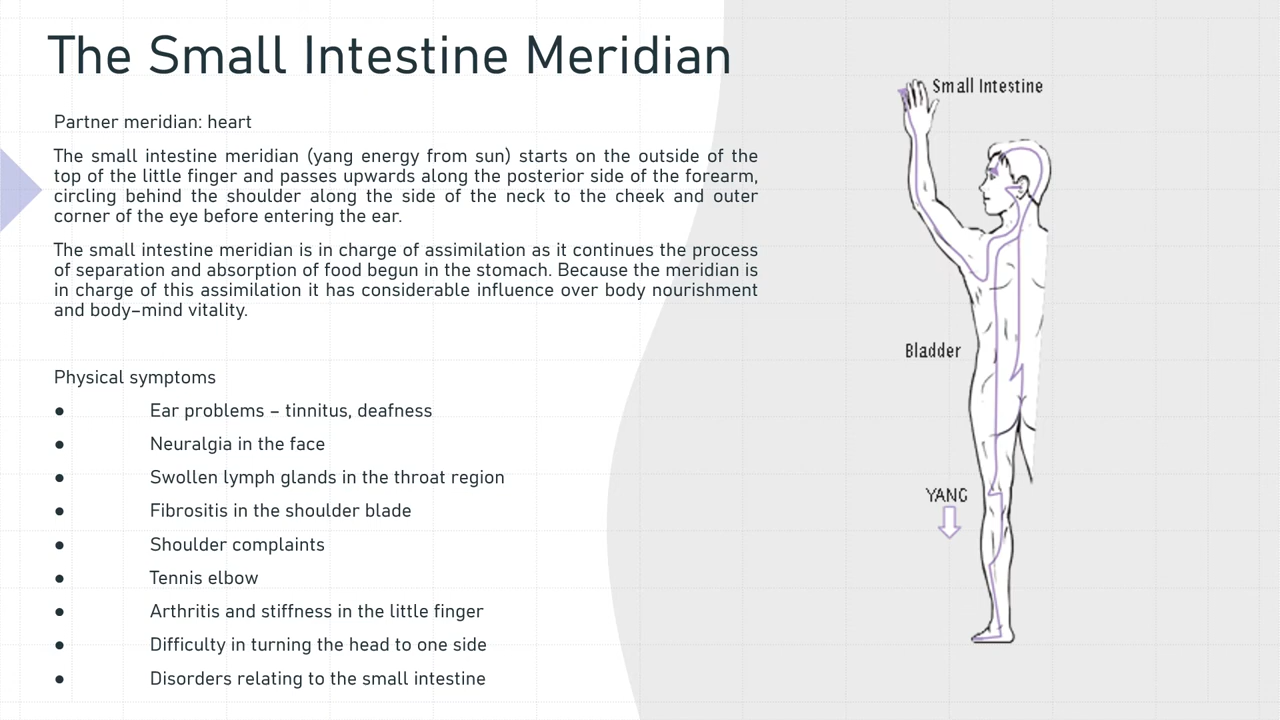 The Small Intestine Meridian
Partner meridian: heart
The small intestine meridian (yang energy from sun) starts on the outside of the
top of the little finger and passes upwards along the posterior side of the forearm,
circling behind the shoulder along the side of the neck to the cheek and outer
corner of the eye before entering the ear.
The small intestine meridian is in charge of assimilation as it continues the process
of separation and absorption of food begun in the stomach. Because the meridian is
in charge of this assimilation it has considerable influence over body nourishment
and body–mind vitality.
Physical symptoms
● Ear problems – tinnitus, deafness
● Neuralgia in the face
● Swollen lymph glands in the throat region
● Fibrositis in the shoulder blade
● Shoulder complaints
● Tennis elbow
● Arthritis and stiffness in the little finger
● Difficulty in turning the head to one side
● Disorders relating to the small intestine
Small Intestine
Bladder
YANG